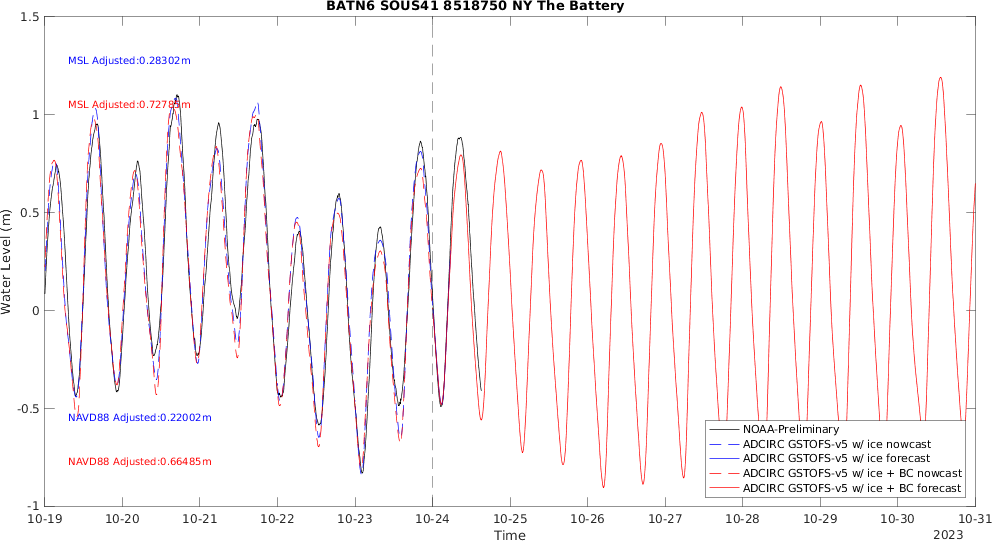 BATN6 SOUS41 8518750 NY The Battery
1.5
1
0.5
0
-0.5
-1
Water Level (m)
MSL Adjusted:0.28302m
MSL
NAVD88 Adjusted:0.22002m
NAVD88 Adjusted:0.66485m
NOAA-Preliminary
ADCIRC GSTOFS-v5 w/ ice nowcast
ADCIRC GSTOFS-v5 w/ ice forecast
ADCIRC GSTOFS-v5 w/ ice + BC nowcast
ADCIRC GSTOFS-v5 w/ ice + BC forecast
10-19 10-20 10-21 10-22 10-23 10-24 10-25 10-26 10-27 10-28 10-29 10-30 10-31
Time
2023